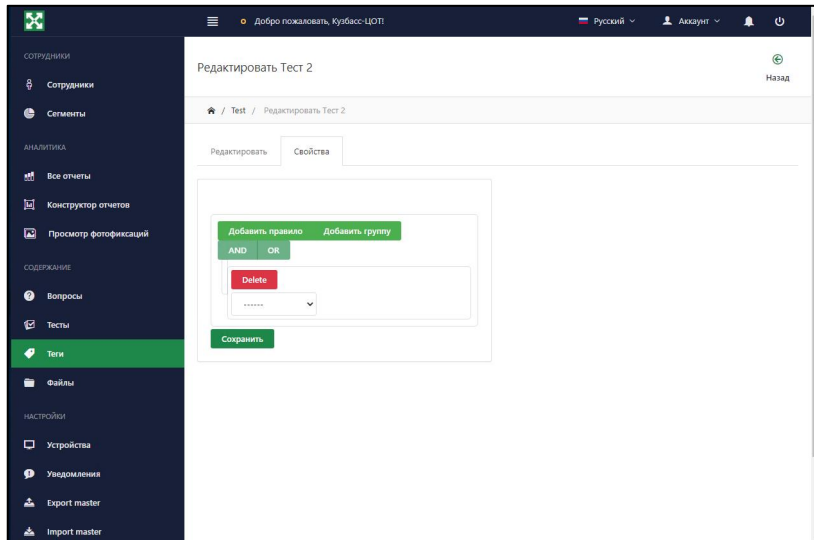 Добро пожаловать, Кузбасс-ЦОТ!
Русский
Аккаунт
СОТРУДНИКИ
Сотрудники
Сегменты
АНАЛИТИКА
Все отчеты
Конструктор отчетов
Просмотр фотофиксаций
СОДЕРЖАНИЕ
Вопросы
Тесты
Теги
Файлы
НАСТРОЙКИ
Устройства
Уведомления
Export master
Import master
Редактировать Тест 2
Назад
/ Test / Редактировать Тест 2
Редактировать
Свойства
Добавить правило
Добавить группу
AND
OR
Delete
------
Сохранить